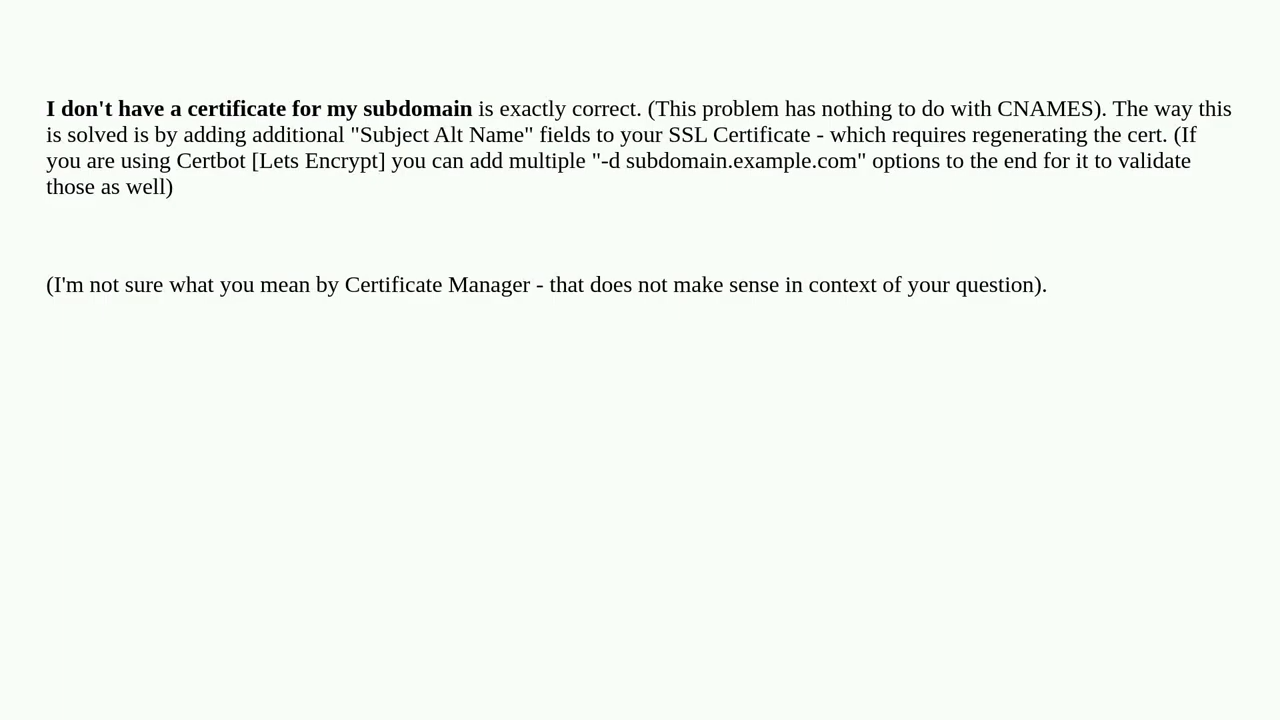 I don't have a certificate for my subdomain is exactly correct. (This problem has nothing to do with CNAMES). The way this
is solved is by adding additional "Subject Alt Name" fields to your SSL Certificate - which requires regenerating the cert. (If
you are using Certbot [Lets Encrypt] you can add multiple "-d subdomain.example.com" options to the end for it to validate
those as well)
(I'm not sure what you mean by Certificate Manager - that does not make sense in context of your question).